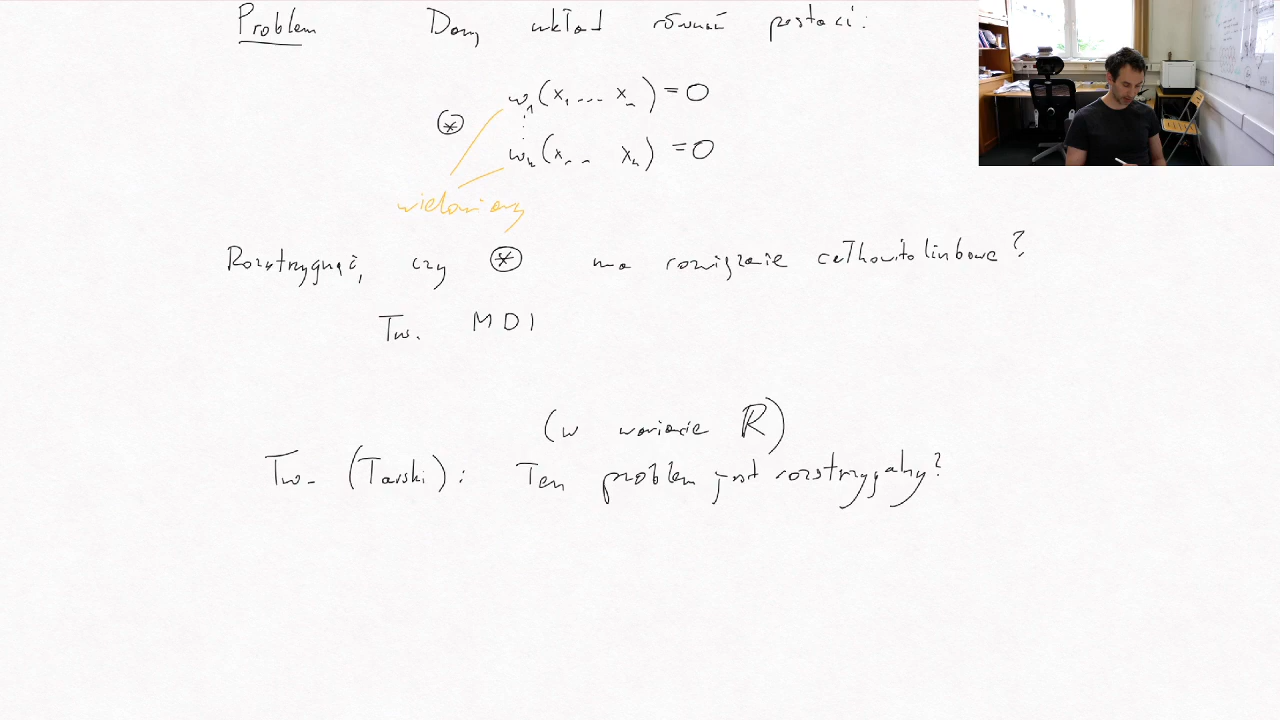 Problem Dany układ równań postaci:
w₁(x₁ ... xₙ) = 0
⊛
wₖ(x₁ .. xₙ) = 0
wielomiany
Rozstrzygnąć, czy ⊛ ma rozwiązanie całkowitoliczbowe?
Tw. MD
(w wariancie ℝ)
Tw. (Tarski): Ten problem jest rozstrzygalny?